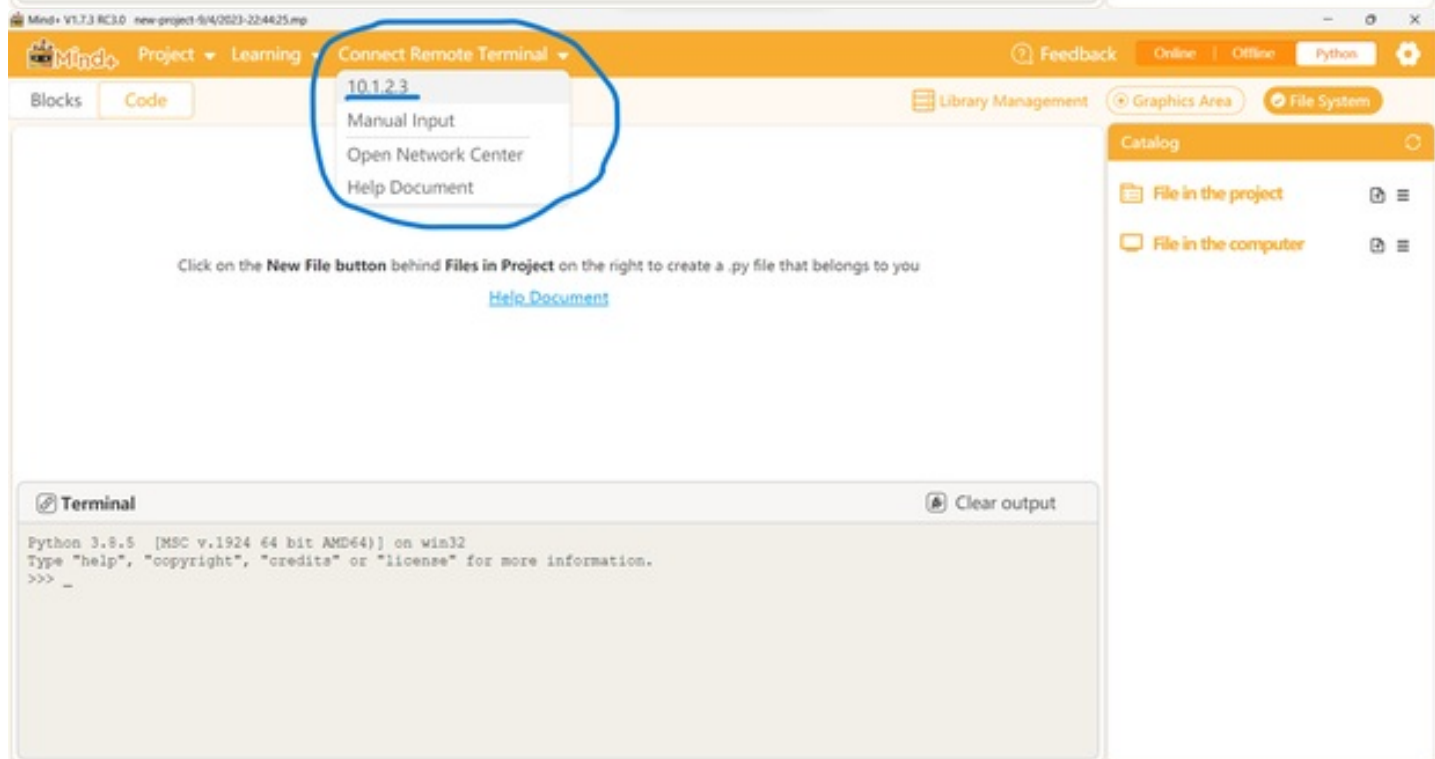 Mind+ V1.7.3 RC3.0 new-project-9/4/2023-22:44:25.mp
Mind+ Project Learning Connect Remote Terminal Feedback Online | Offline Python
Blocks Code Library Management Graphics Area File System
10.1.2.3
Manual Input
Open Network Center
Help Document
Catalog
File in the project
File in the computer
Click on the New File button behind Files in Project on the right to create a .py file that belongs to you
Help Document
Terminal Clear output
Python 3.8.5 [MSC v.1924 64 bit AMD64)] on win32
Type "help", "copyright", "credits" or "license" for more information.
>>> _